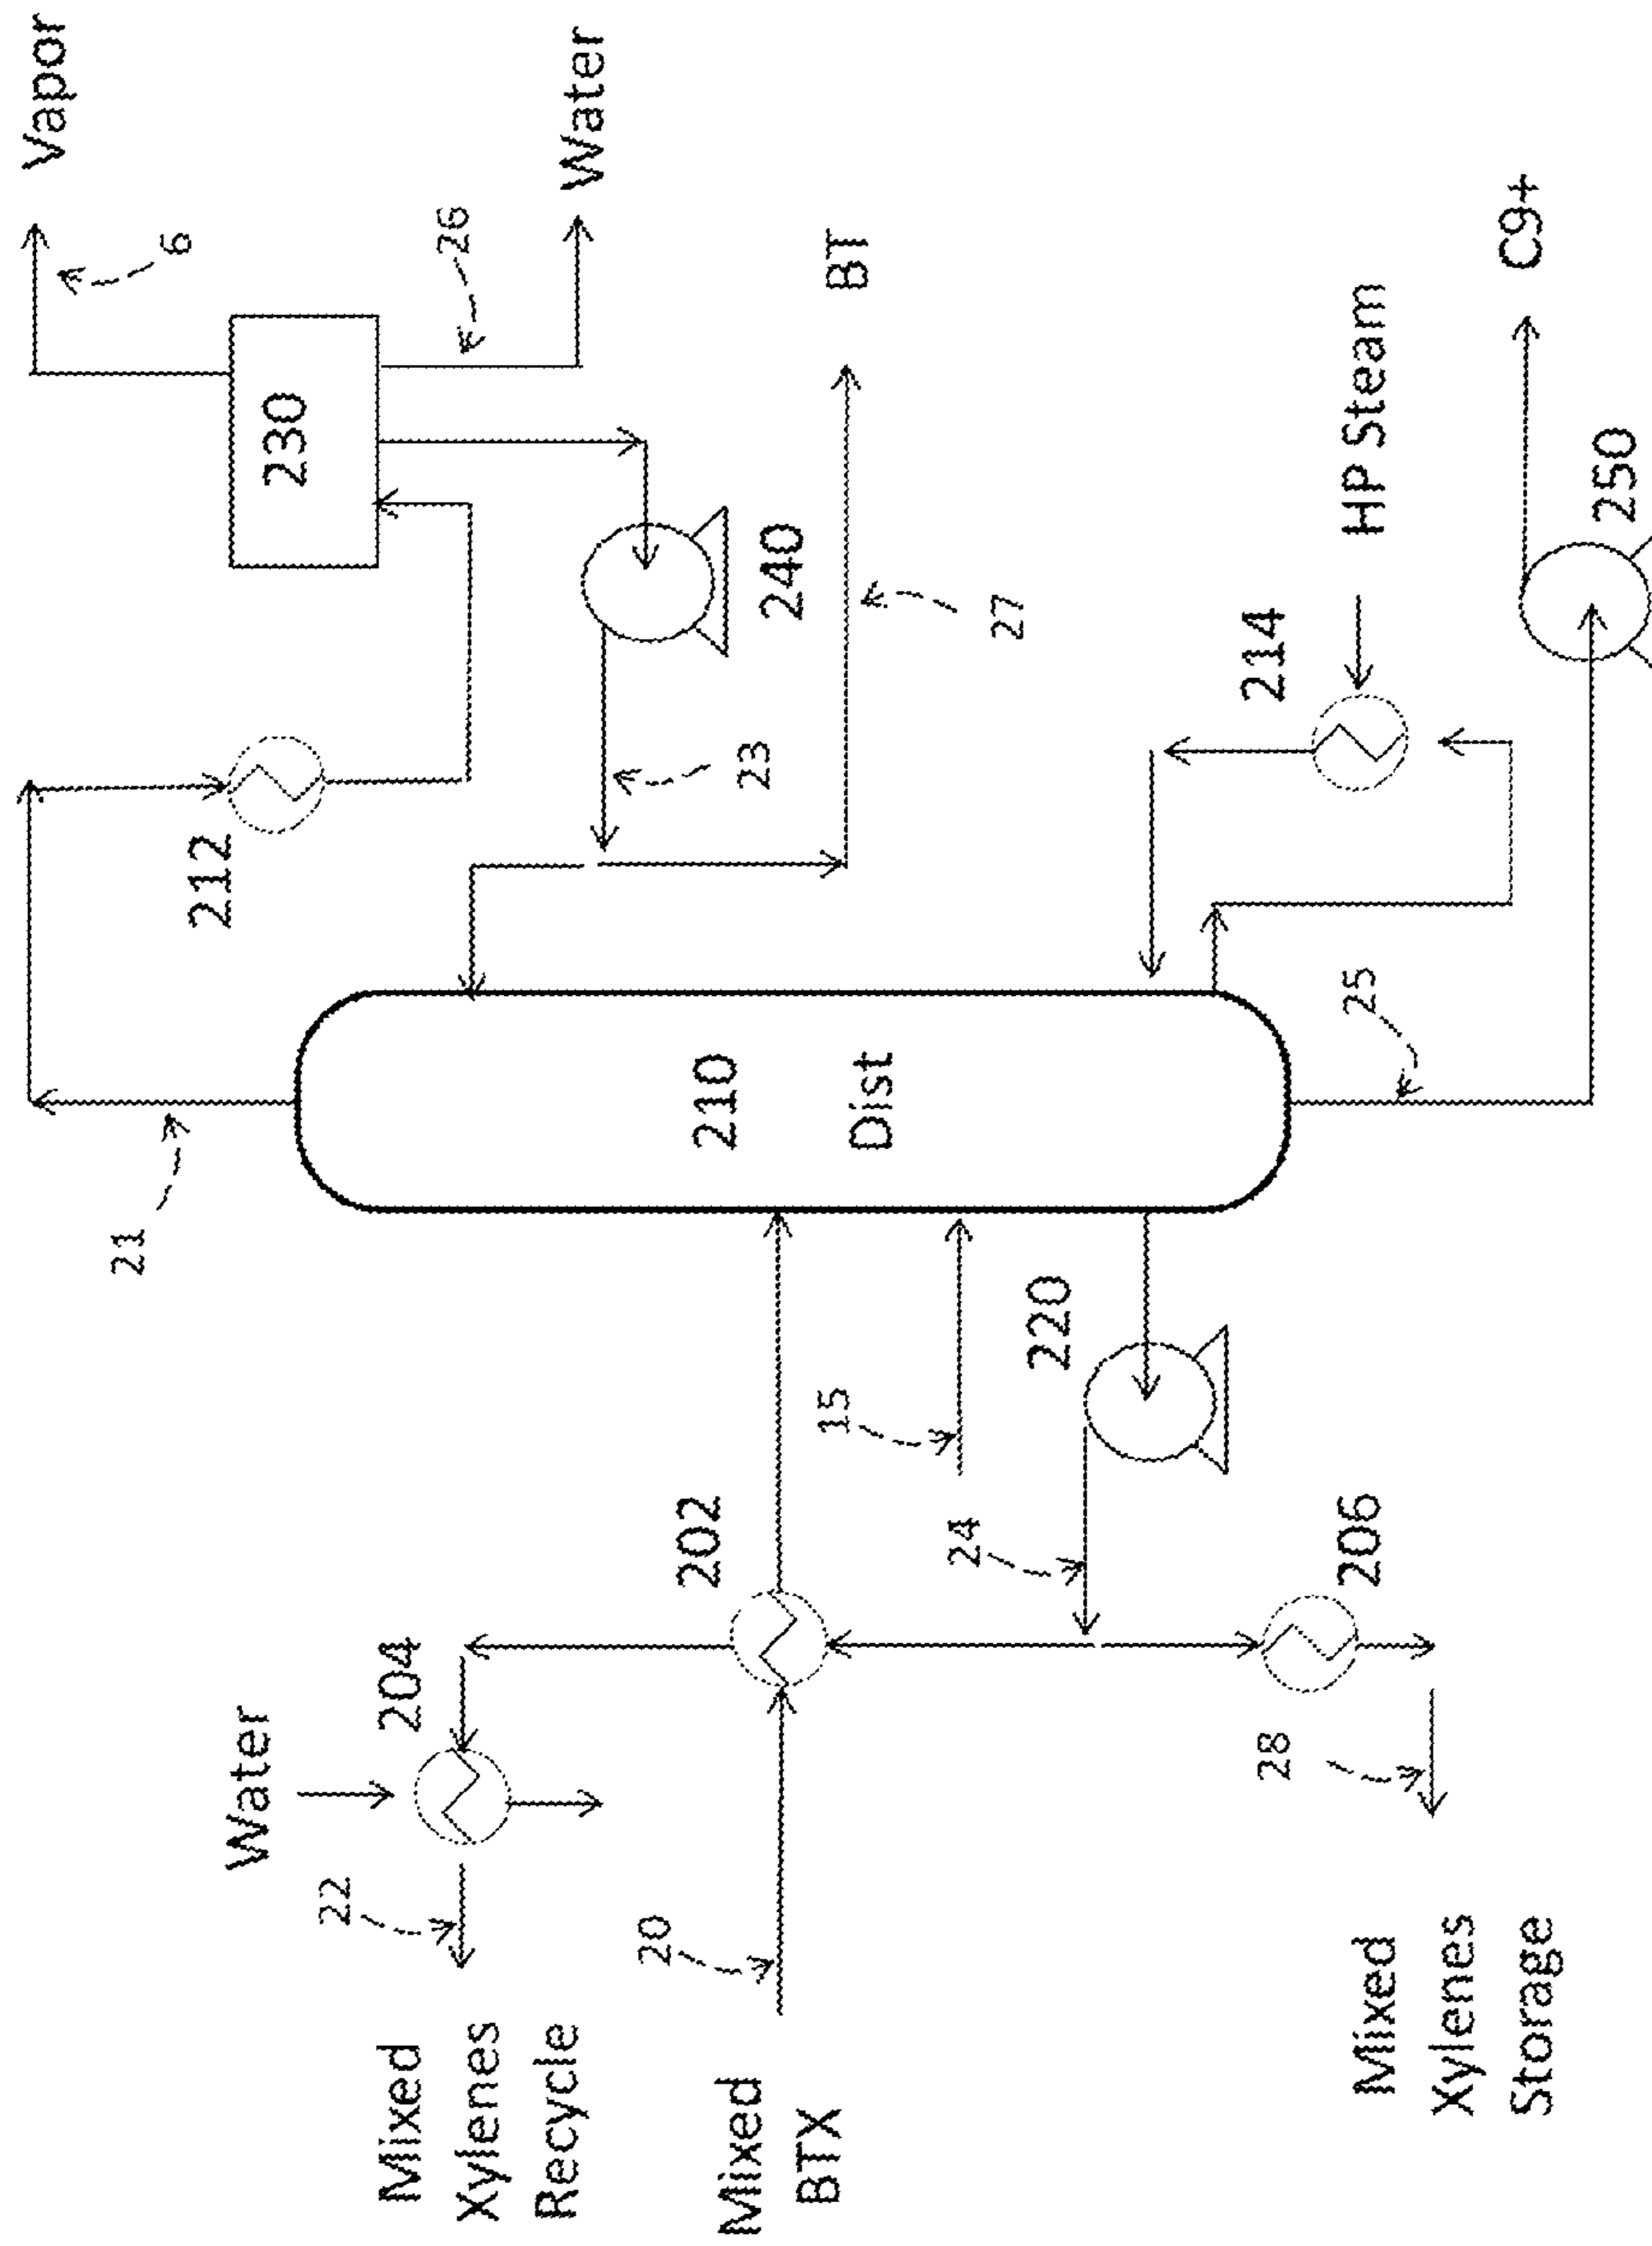 Vapor
6
26
Water
230
212
240
23
BT
27
21
210
Dist
214
HP Steam
C9+
250
25
Water
204
22
Mixed
Xylenes
Recycle
202
20
Mixed
BTX
15
24
220
206
28
Mixed
Xylenes
Storage